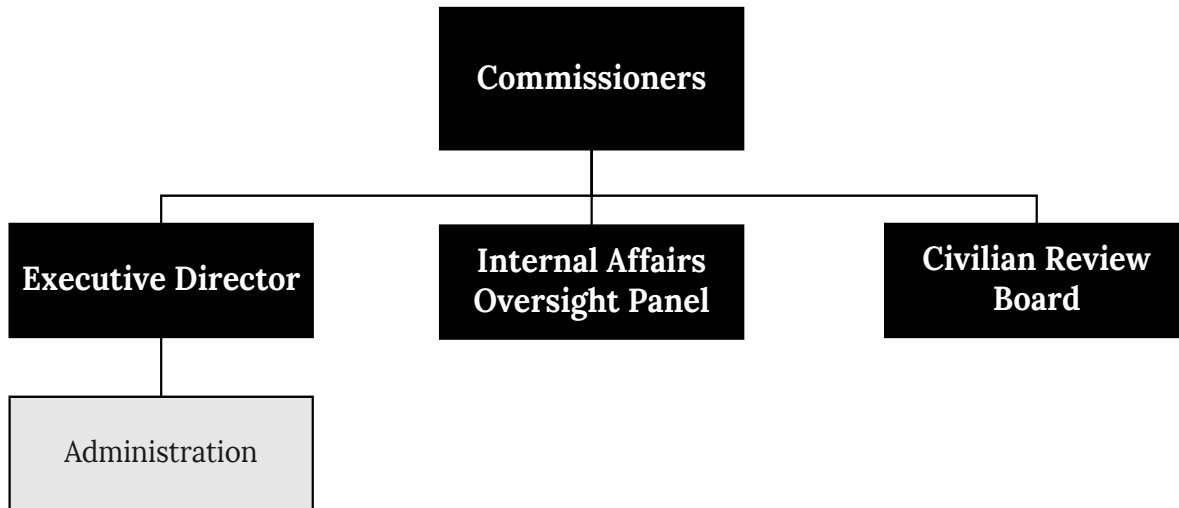 Commissioners
Executive Director
Internal Affairs
Oversight Panel
Civilian Review
Board
Administration